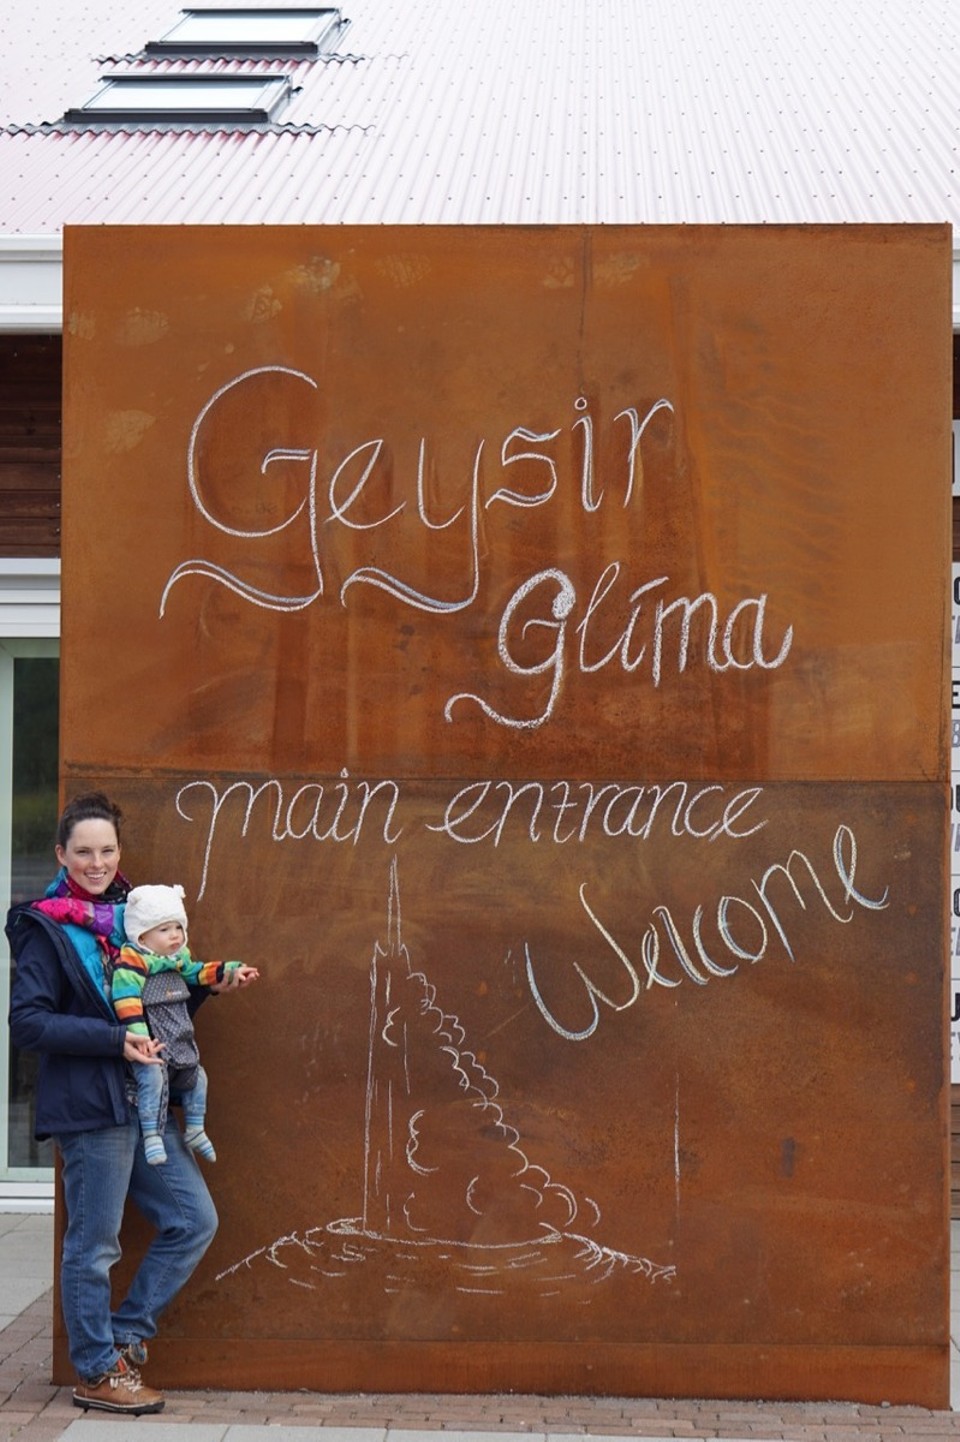 Geysir
Glíma
main entrance
Welcome